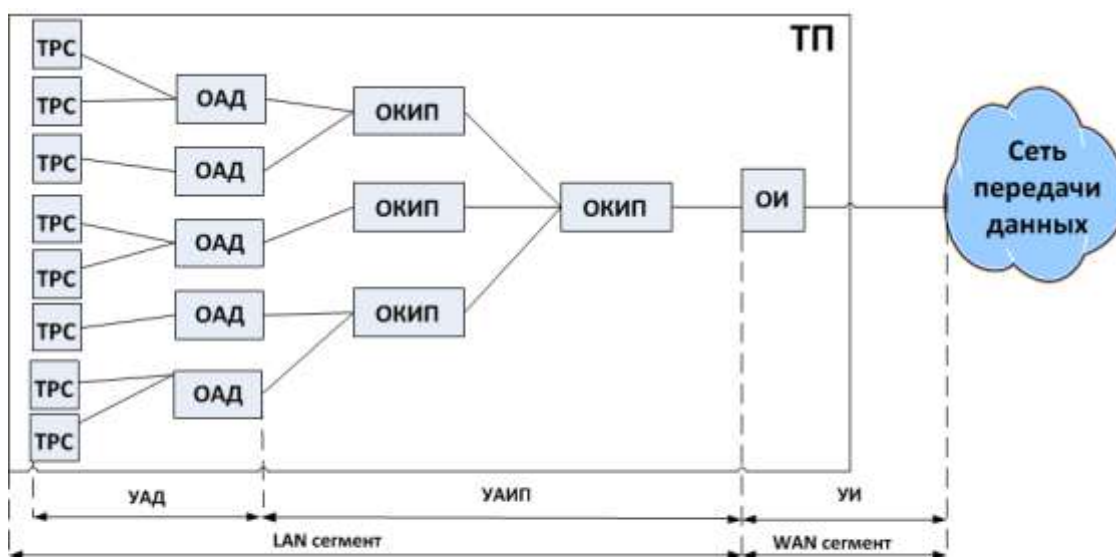 ТП
ТРС
ТРС
ТРС
ТРС
ТРС
ТРС
ТРС
ТРС
ОАД
ОАД
ОАД
ОАД
ОАД
ОКИП
ОКИП
ОКИП
ОКИП
ОИ
Сеть
передачи
данных
УАД
УАИП
УИ
LAN сегмент
WAN сегмент